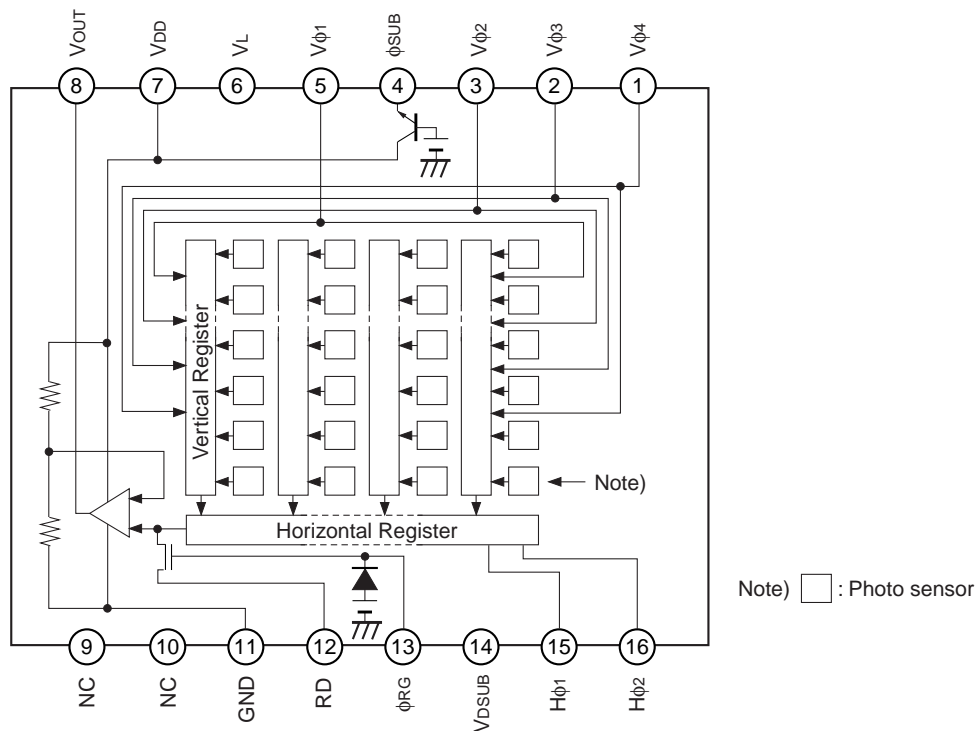 VOUT
VDD
VL
Vϕ1
ϕSUB
Vϕ2
Vϕ3
Vϕ4
8
7
6
5
4
3
2
1
Vertical Register
Note)
Horizontal Register
Note) : Photo sensor
9
10
11
12
13
14
15
16
NC
NC
GND
RD
ϕRG
VDSUB
Hϕ1
Hϕ2